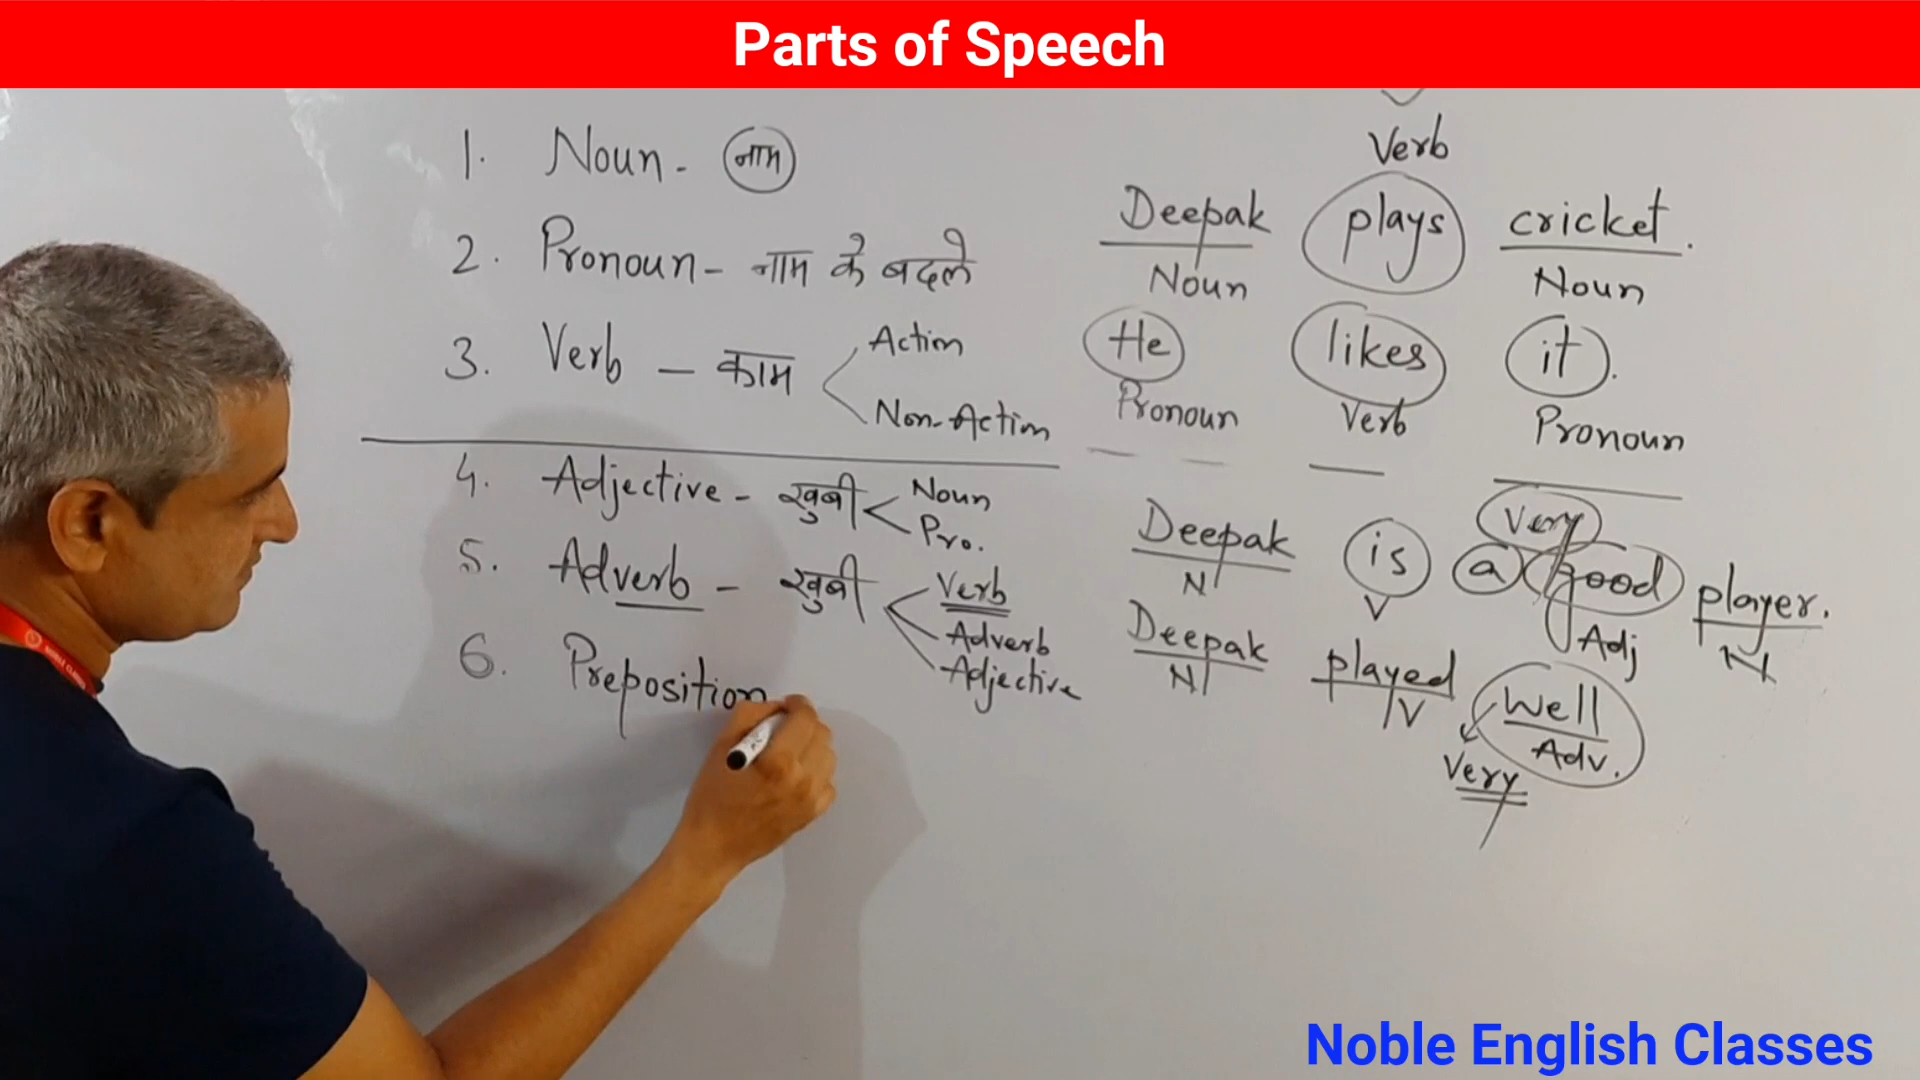 Parts of Speech
1. Noun - नाम
2. Pronoun - नाम के बदले
3. Verb - काम
Action
Non-Action
4. Adjective - खुबी
Noun
Pro.
5. Adverb - खुबी
Verb
Adverb
Adjective
6. Preposition
Verb
Deepak plays cricket.
Noun Noun
He likes it.
Pronoun Verb Pronoun
very
Deepak is a good player.
N V Adj N
Deepak played well
N V Adv.
Very
Noble English Classes